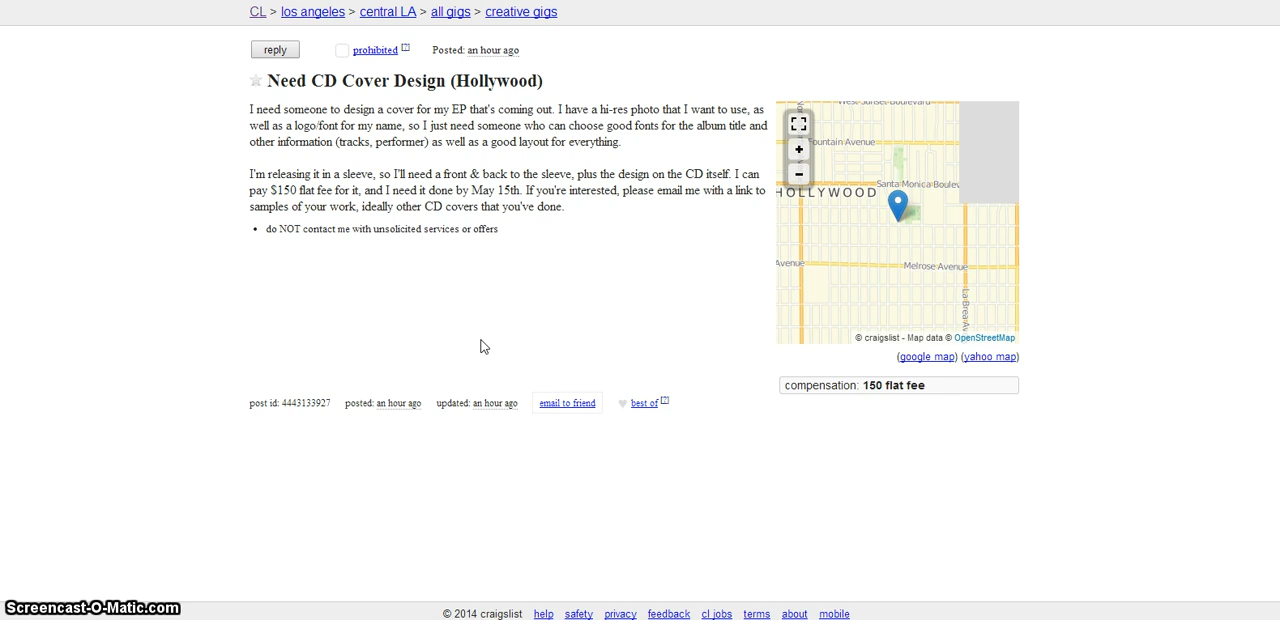 CL > los angeles > central LA > all gigs > creative gigs
reply prohibited [?] Posted: an hour ago
Need CD Cover Design (Hollywood)
I need someone to design a cover for my EP that's coming out. I have a hi-res photo that I want to use, as
well as a logo/font for my name, so I just need someone who can choose good fonts for the album title and
other information (tracks, performer) as well as a good layout for everything.
I'm releasing it in a sleeve, so I'll need a front & back to the sleeve, plus the design on the CD itself. I can
pay $150 flat fee for it, and I need it done by May 15th. If you're interested, please email me with a link to
samples of your work, ideally other CD covers that you've done.
• do NOT contact me with unsolicited services or offers
West Sunset Boulevard
+
Fountain Avenue
-
Santa Monica Boulev
HOLLYWOOD
Avenue
Melrose Avenue
La Brea Av
© craigslist - Map data © OpenStreetMap
(google map) (yahoo map)
compensation: 150 flat fee
post id: 4443133927 posted: an hour ago updated: an hour ago email to friend best of [?]
Screencast-O-Matic.com
© 2014 craigslist help safety privacy feedback cl jobs terms about mobile